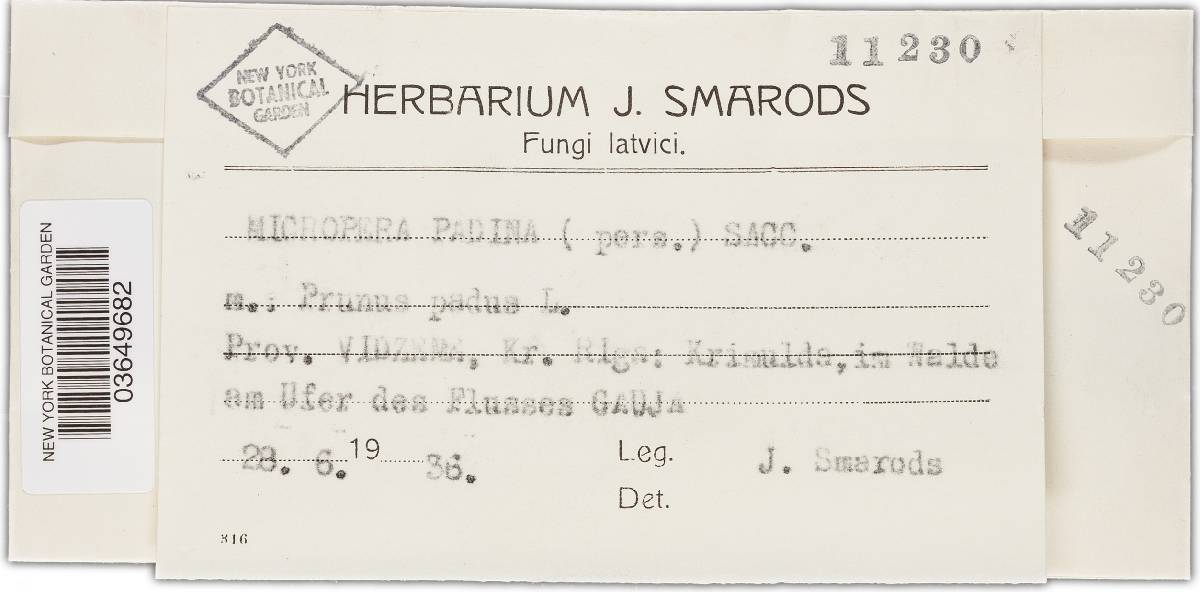 11230
NEW YORK
BOTANICAL
GARDEN
HERBARIUM J. SMARODS
Fungi latvici.
MICROPERA PADINA ( pers.) SACC.
m.: Prunus padus L.
Prov. VIDZEME, Kr. Riga: Krimulda, im Walde
am Ufer des Flusses GAUJA
28. 6. 19 36. Leg. J. Smarods
Det.
816
NEW YORK BOTANICAL GARDEN
03649682
11230